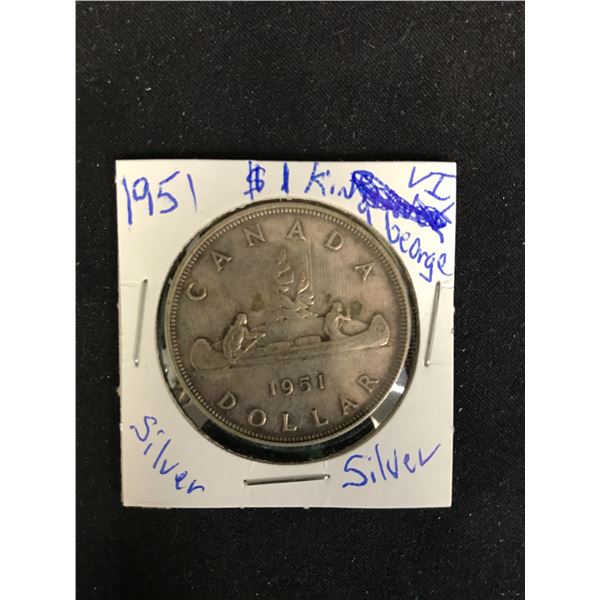 1951 $1 King VI
George
CANADA
1951
DOLLAR
Silver
Silver